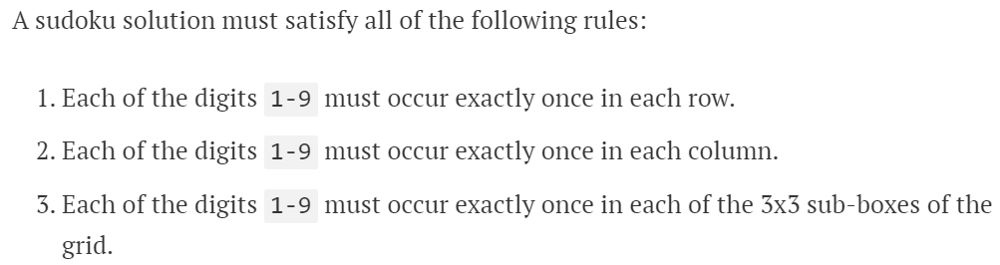 A sudoku solution must satisfy all of the following rules:
1. Each of the digits 1-9 must occur exactly once in each row.
2. Each of the digits 1-9 must occur exactly once in each column.
3. Each of the digits 1-9 must occur exactly once in each of the 3x3 sub-boxes of the
grid.